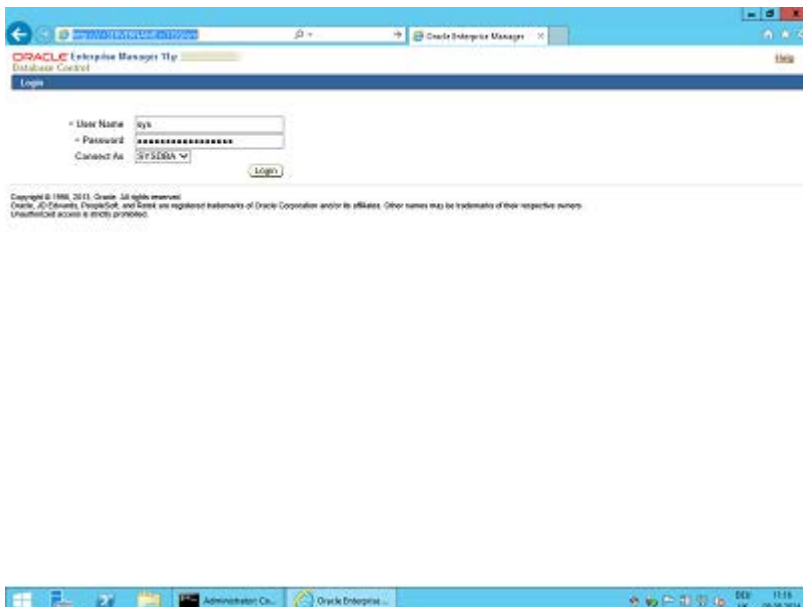 Oracle Enterprise Manager
ORACLE Enterprise Manager 11g
Database Control
Help
Login
* User Name sys
* Password
Connect As SYSDBA
Login
Copyright © 1996, 2013, Oracle. All rights reserved.
Oracle, JD Edwards, PeopleSoft, and Retek are registered trademarks of Oracle Corporation and/or its affiliates. Other names may be trademarks of their respective owners.
Unauthorized access is strictly prohibited.
Administrator: Co...
Oracle Enterprise...
DEU
11:16